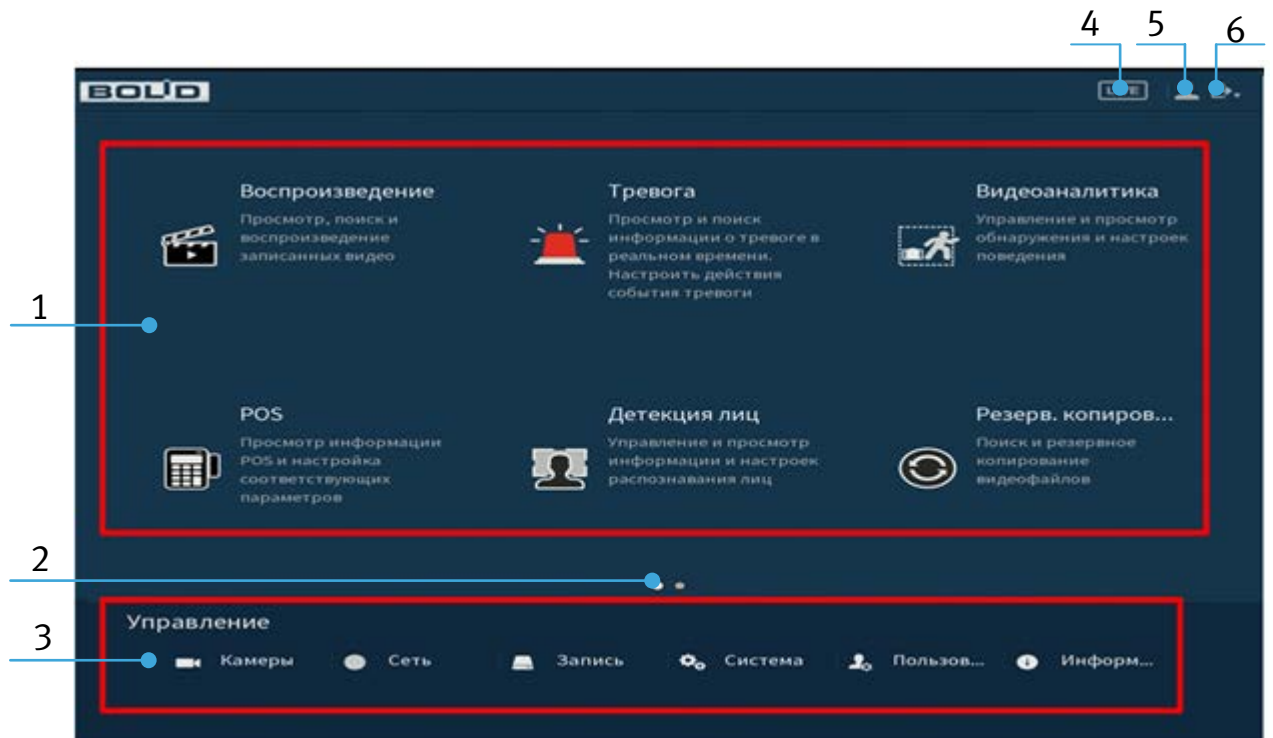 4 5 6
BOLID
LIVE
1
Воспроизведение
Просмотр, поиск и
воспроизведение
записанных видео
Тревога
Просмотр и поиск
информации о тревоге в
реальном времени.
Настроить действия
события тревоги
Видеоаналитика
Управление и просмотр
обнаружения и настроек
поведения
POS
Просмотр информации
POS и настройка
соответствующих
параметров
Детекция лиц
Управление и просмотр
информации и настроек
распознавания лиц
Резерв. копиров...
Поиск и резервное
копирование
видеофайлов
2
3
Управление
Камеры Сеть Запись Система Пользов... Информ...